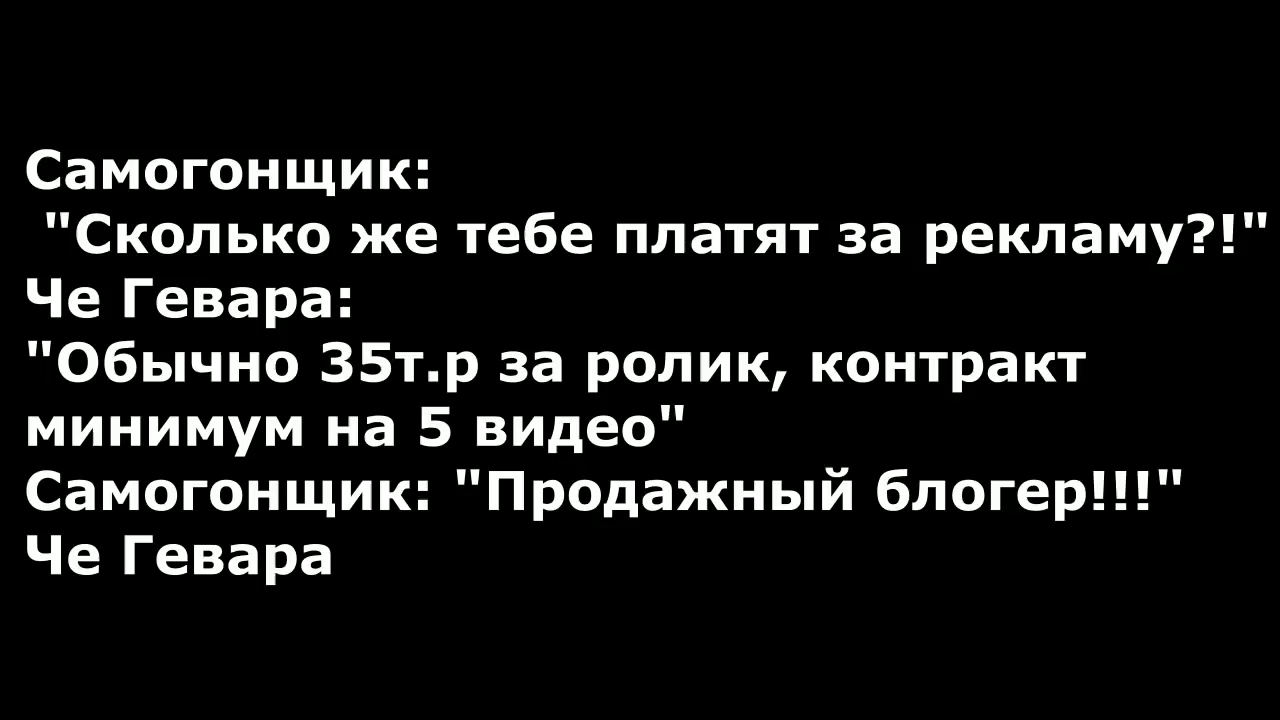 Самогонщик:
"Сколько же тебе платят за рекламу?!"
Че Гевара:
"Обычно 35т.р за ролик, контракт
минимум на 5 видео"
Самогонщик: "Продажный блогер!!!"
Че Гевара